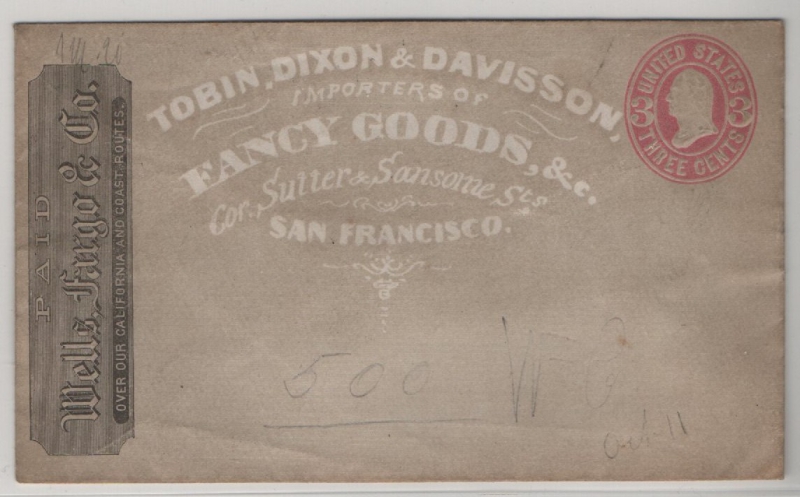 TOBIN, DIXON & DAVISSON,
IMPORTERS OF
FANCY GOODS, &c.
Cor. Sutter & Sansome Sts.
SAN FRANCISCO.
UNITED STATES
3 3
THREE CENTS
PAID
Wells, Fargo & Co.
OVER OUR CALIFORNIA AND COAST ROUTES.
500